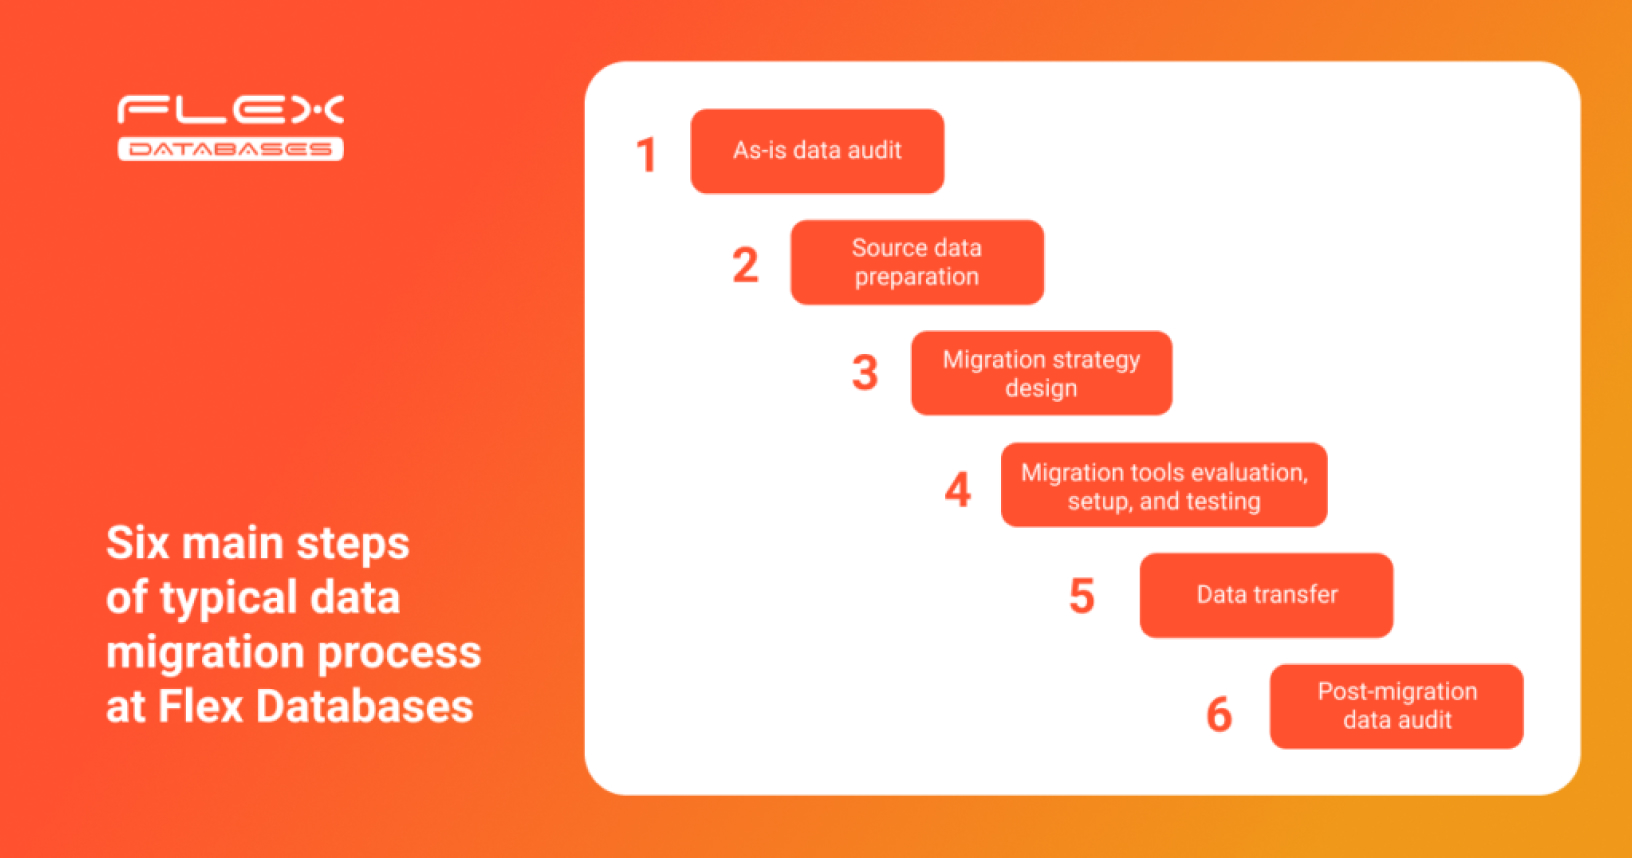 FLEX
DATABASES
Six main steps
of typical data
migration process
at Flex Databases
1
As-is data audit
2
Source data
preparation
3
Migration strategy
design
4
Migration tools evaluation,
setup, and testing
5
Data transfer
6
Post-migration
data audit